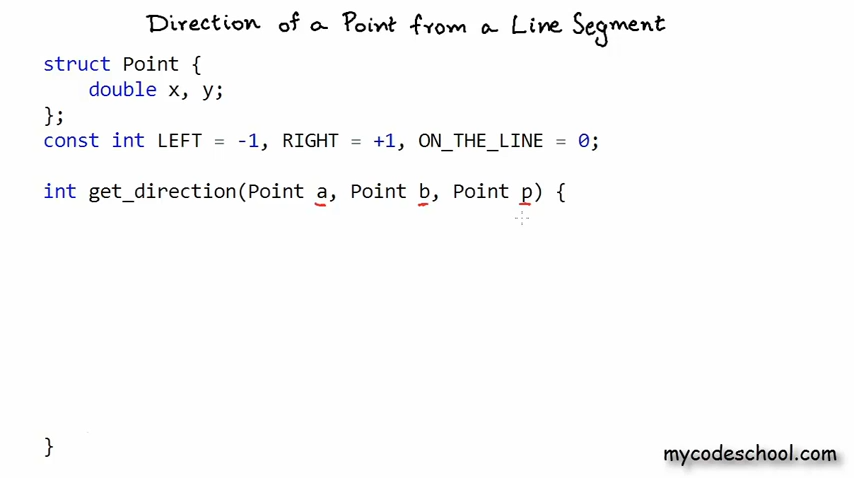 Direction of a Point from a Line Segment
struct Point {
    double x, y;
};
const int LEFT = -1, RIGHT = +1, ON_THE_LINE = 0;
int get_direction(Point a, Point b, Point p) {
}
mycodeschool.com